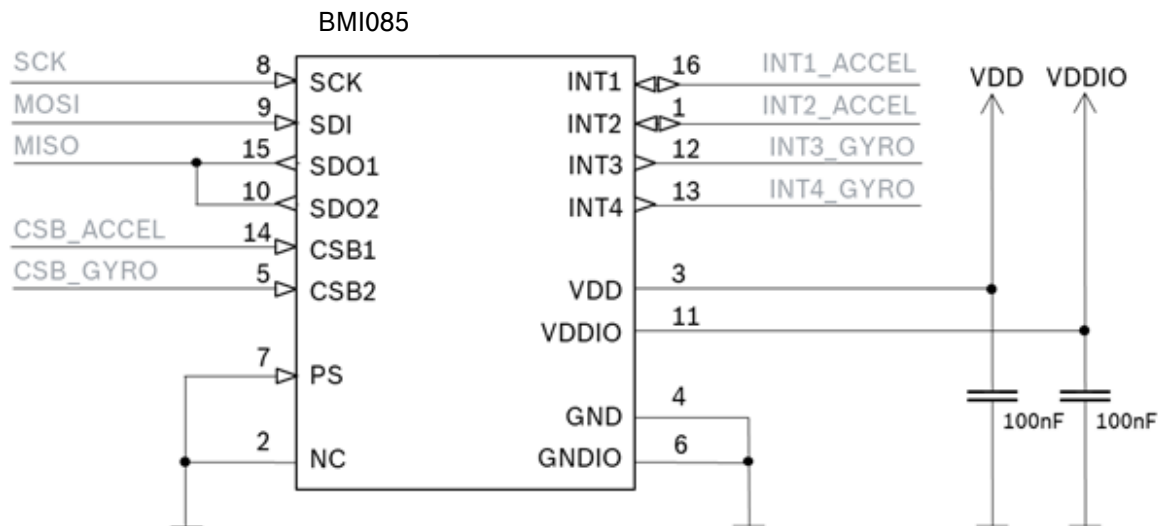 BMI085
SCK
8
SCK
MOSI
9
SDI
MISO
15
SDO1
10
SDO2
CSB_ACCEL
14
CSB1
CSB_GYRO
5
CSB2
7
PS
2
NC
INT1
16
INT1_ACCEL
INT2
1
INT2_ACCEL
INT3
12
INT3_GYRO
INT4
13
INT4_GYRO
VDD
3
VDDIO
11
GND
4
GNDIO
6
VDD
VDDIO
100nF
100nF